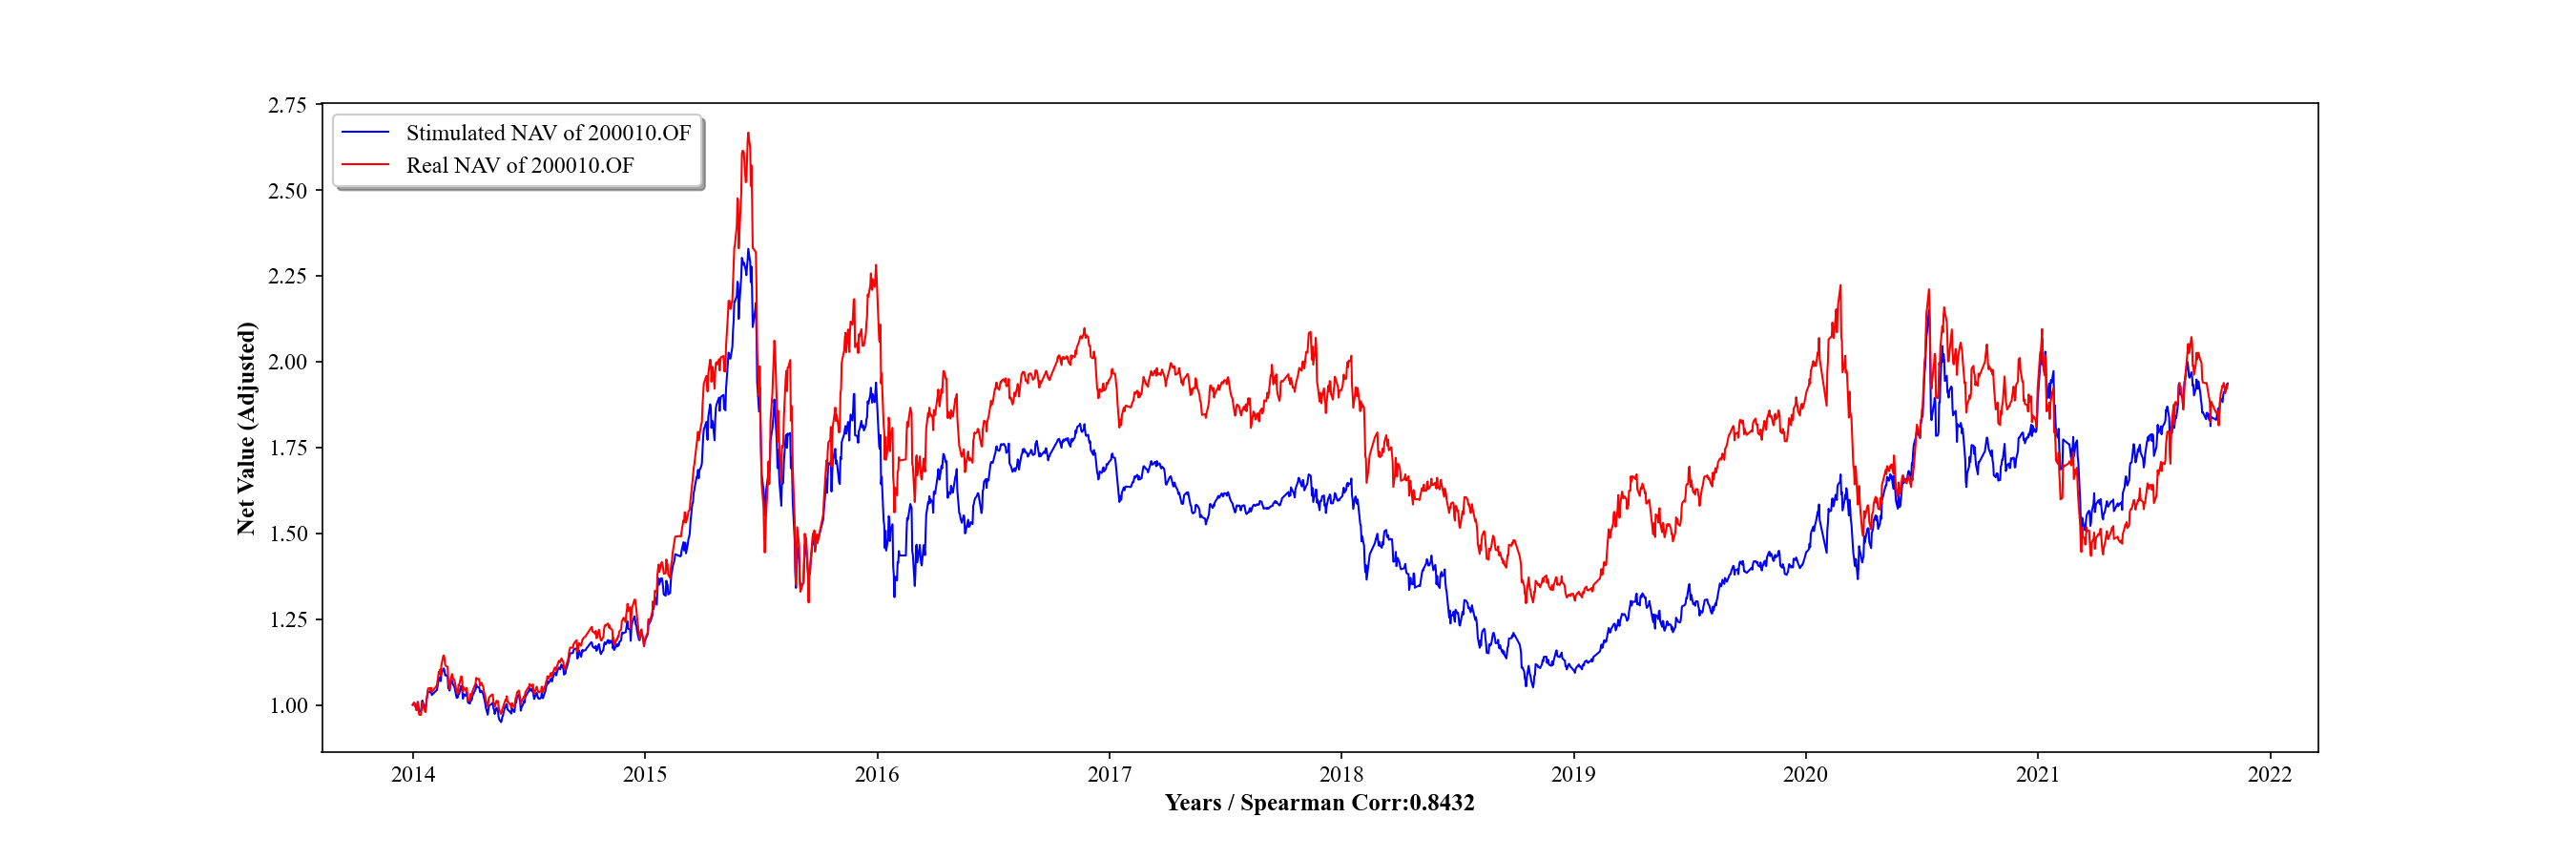 2.75
2.50
2.25
2.00
1.75
1.50
1.25
1.00
Net Value (Adjusted)
Stimulated NAV of 200010.OF
Real NAV of 200010.OF
2014 2015 2016 2017 2018 2019 2020 2021 2022
Years / Spearman Corr:0.8432